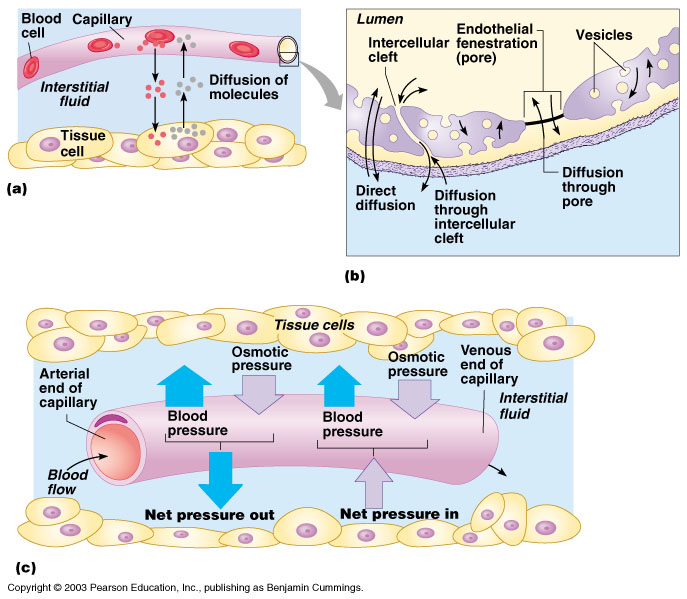 Blood
cell
Capillary
Interstitial
fluid
Diffusion of
molecules
Tissue
cell
(a)
Lumen
Intercellular
cleft
Endothelial
fenestration
(pore)
Vesicles
Direct
diffusion
Diffusion
through
intercellular
cleft
Diffusion
through
pore
(b)
Tissue cells
Arterial
end of
capillary
Osmotic
pressure
Osmotic
pressure
Venous
end of
capillary
Interstitial
fluid
Blood
pressure
Blood
pressure
Blood
flow
Net pressure out
Net pressure in
(c)
Copyright © 2003 Pearson Education, Inc., publishing as Benjamin Cummings.